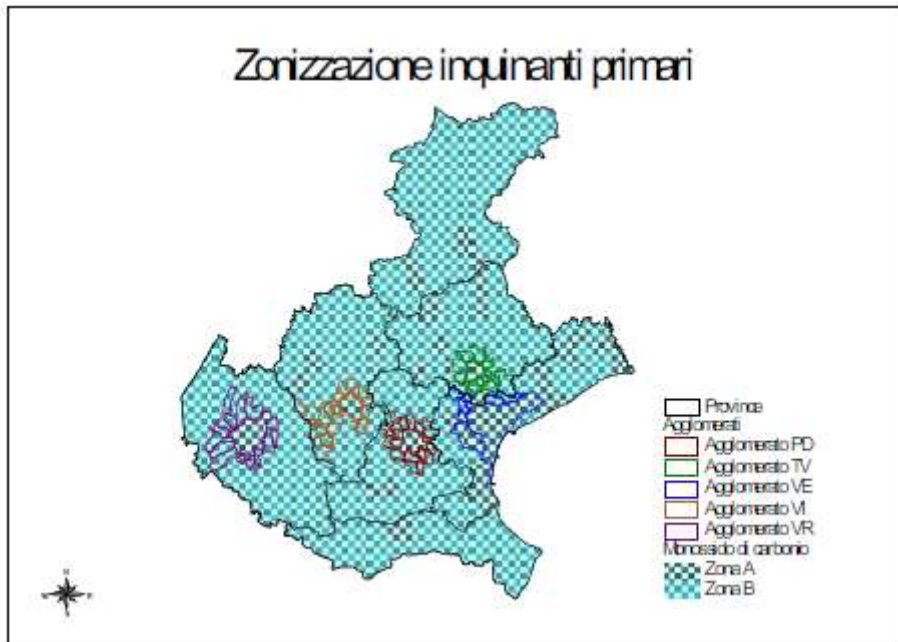 Zonizzazione inquinanti primari
Province
Agglomerati
Agglomerato PD
Agglomerato TV
Agglomerato VE
Agglomerato VI
Agglomerato VR
Monossido di carbonio
Zona A
Zona B